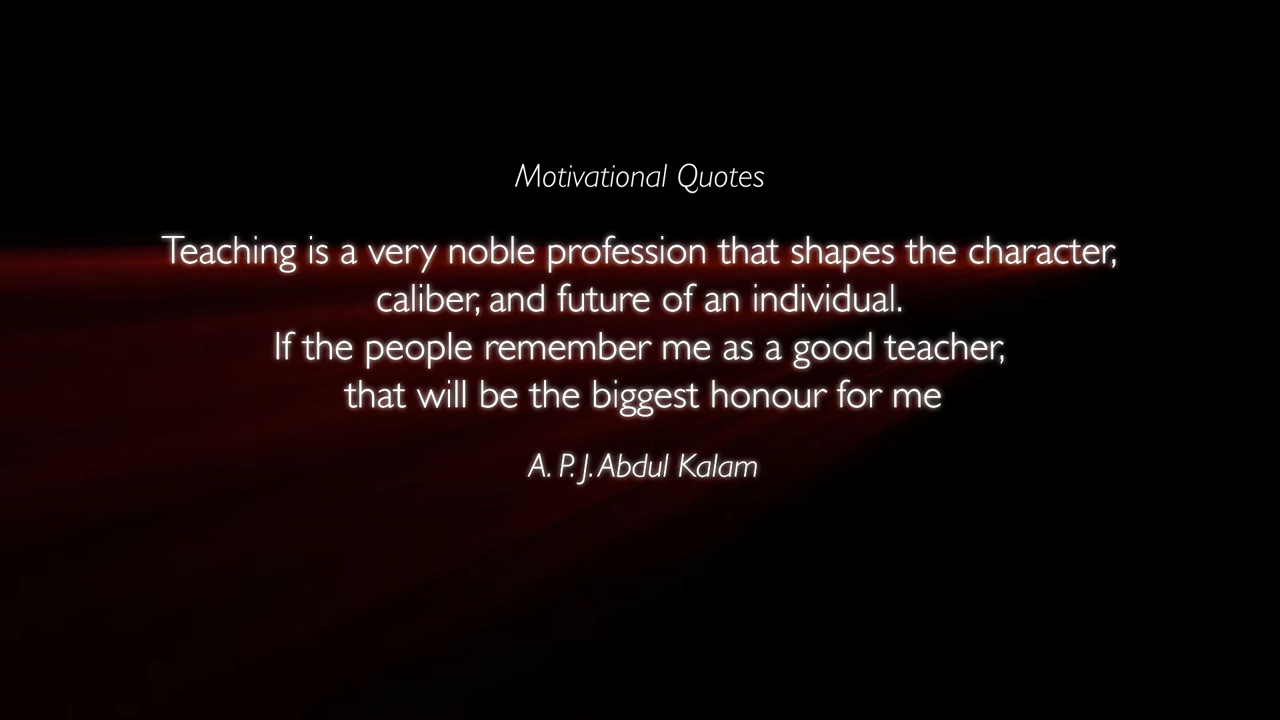 Motivational Quotes
Teaching is a very noble profession that shapes the character,
caliber, and future of an individual.
If the people remember me as a good teacher,
that will be the biggest honour for me
A. P. J. Abdul Kalam